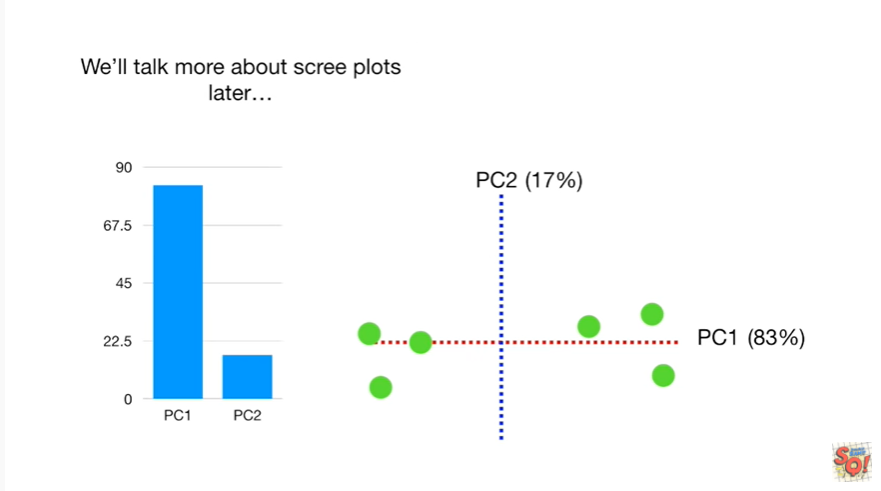 We'll talk more about scree plots
later...
90
67.5
45
22.5
0
PC1
PC2
PC2 (17%)
PC1 (83%)
SQ!